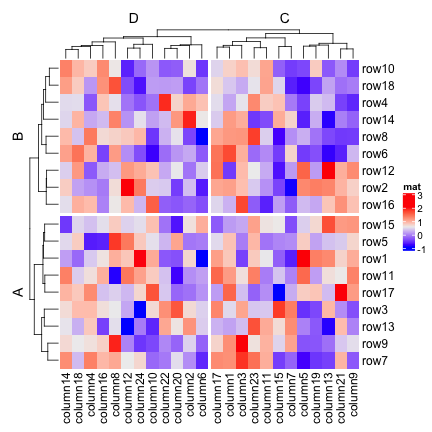 D C
B
A
row10
row18
row4
row14
row8
row6
row12
row2
row16
row15
row5
row1
row11
row17
row3
row13
row9
row7
mat
3
2
1
0
-1
column14
column18
column4
column16
column8
column12
column24
column10
column22
column20
column2
column6
column17
column1
column3
column23
column11
column15
column7
column5
column19
column13
column21
column9